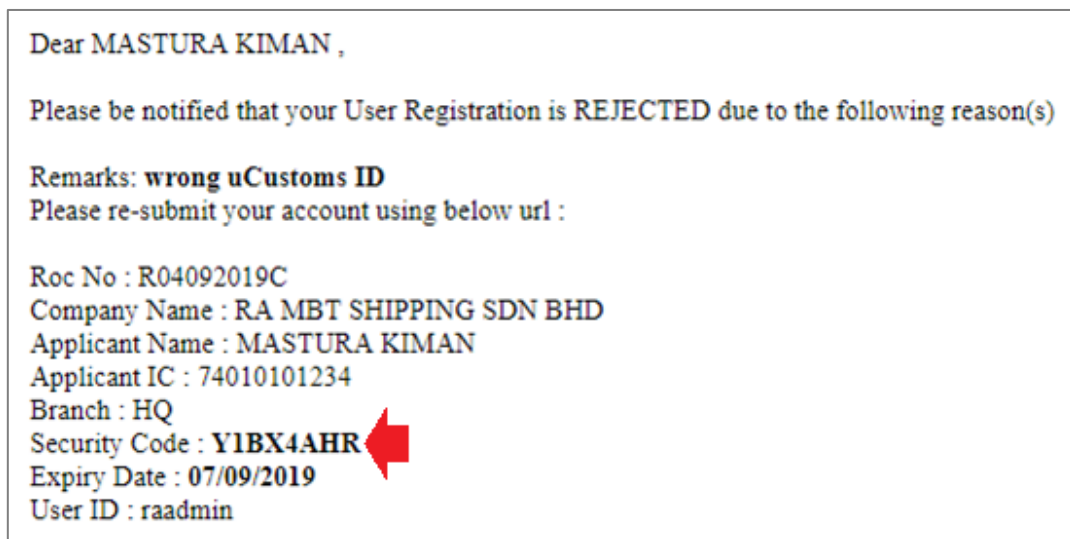 Dear MASTURA KIMAN ,
Please be notified that your User Registration is REJECTED due to the following reason(s)
Remarks: wrong uCustoms ID
Please re-submit your account using below url :
Roc No : R04092019C
Company Name : RA MBT SHIPPING SDN BHD
Applicant Name : MASTURA KIMAN
Applicant IC : 74010101234
Branch : HQ
Security Code : Y1BX4AHR
Expiry Date : 07/09/2019
User ID : raadmin